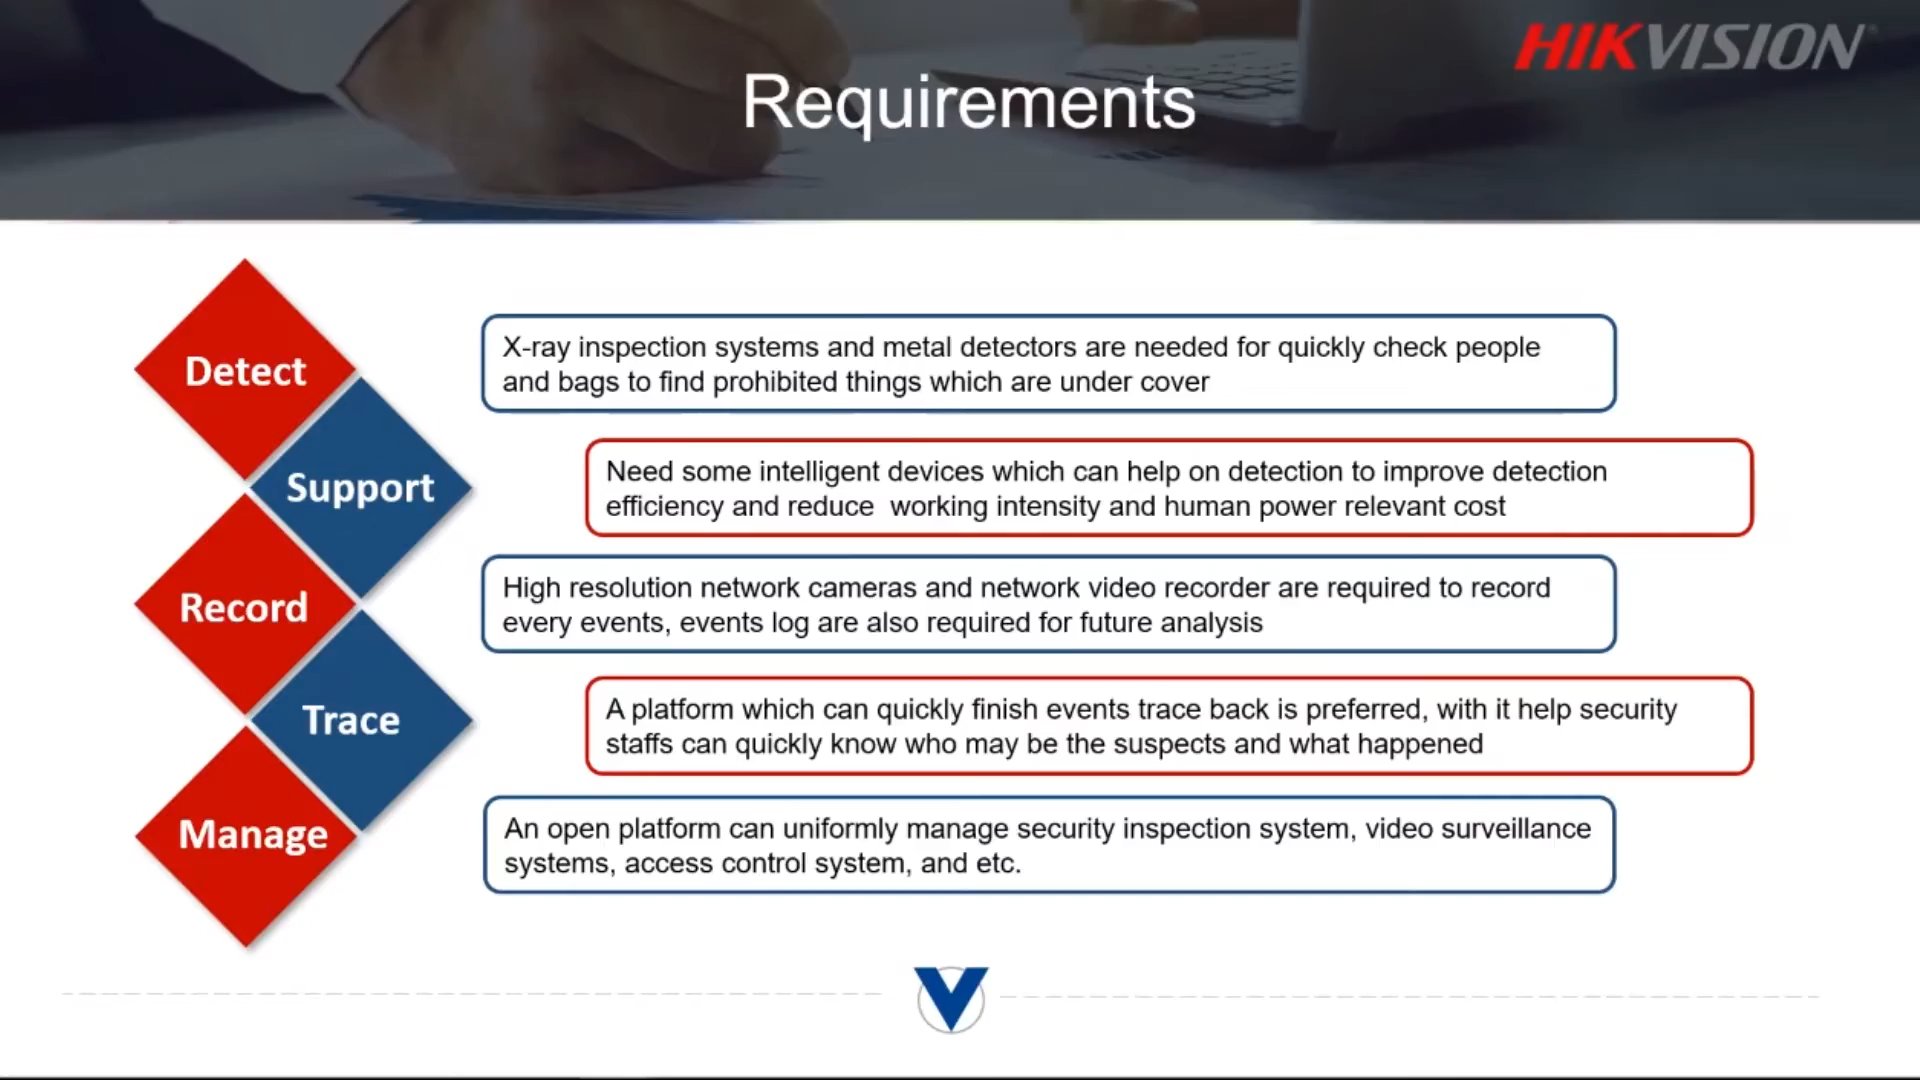 HIKVISION
Requirements
Detect
X-ray inspection systems and metal detectors are needed for quickly check people
and bags to find prohibited things which are under cover
Support
Need some intelligent devices which can help on detection to improve detection
efficiency and reduce  working intensity and human power relevant cost
Record
High resolution network cameras and network video recorder are required to record
every events, events log are also required for future analysis
Trace
A platform which can quickly finish events trace back is preferred, with it help security
staffs can quickly know who may be the suspects and what happened
Manage
An open platform can uniformly manage security inspection system, video surveillance
systems, access control system, and etc.